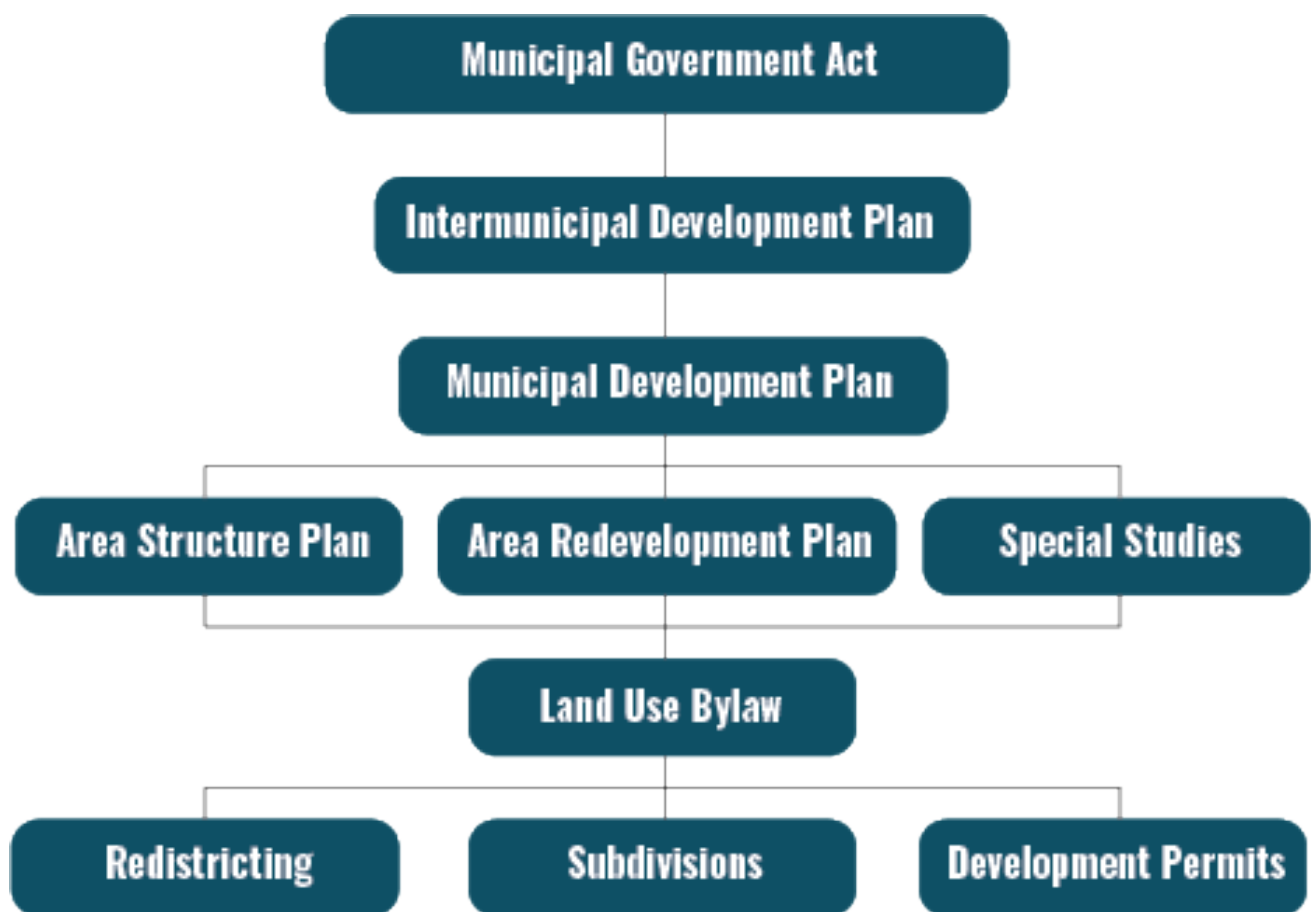 Municipal Government Act
Intermunicipal Development Plan
Municipal Development Plan
Area Structure Plan
Area Redevelopment Plan
Special Studies
Land Use Bylaw
Redistricting
Subdivisions
Development Permits